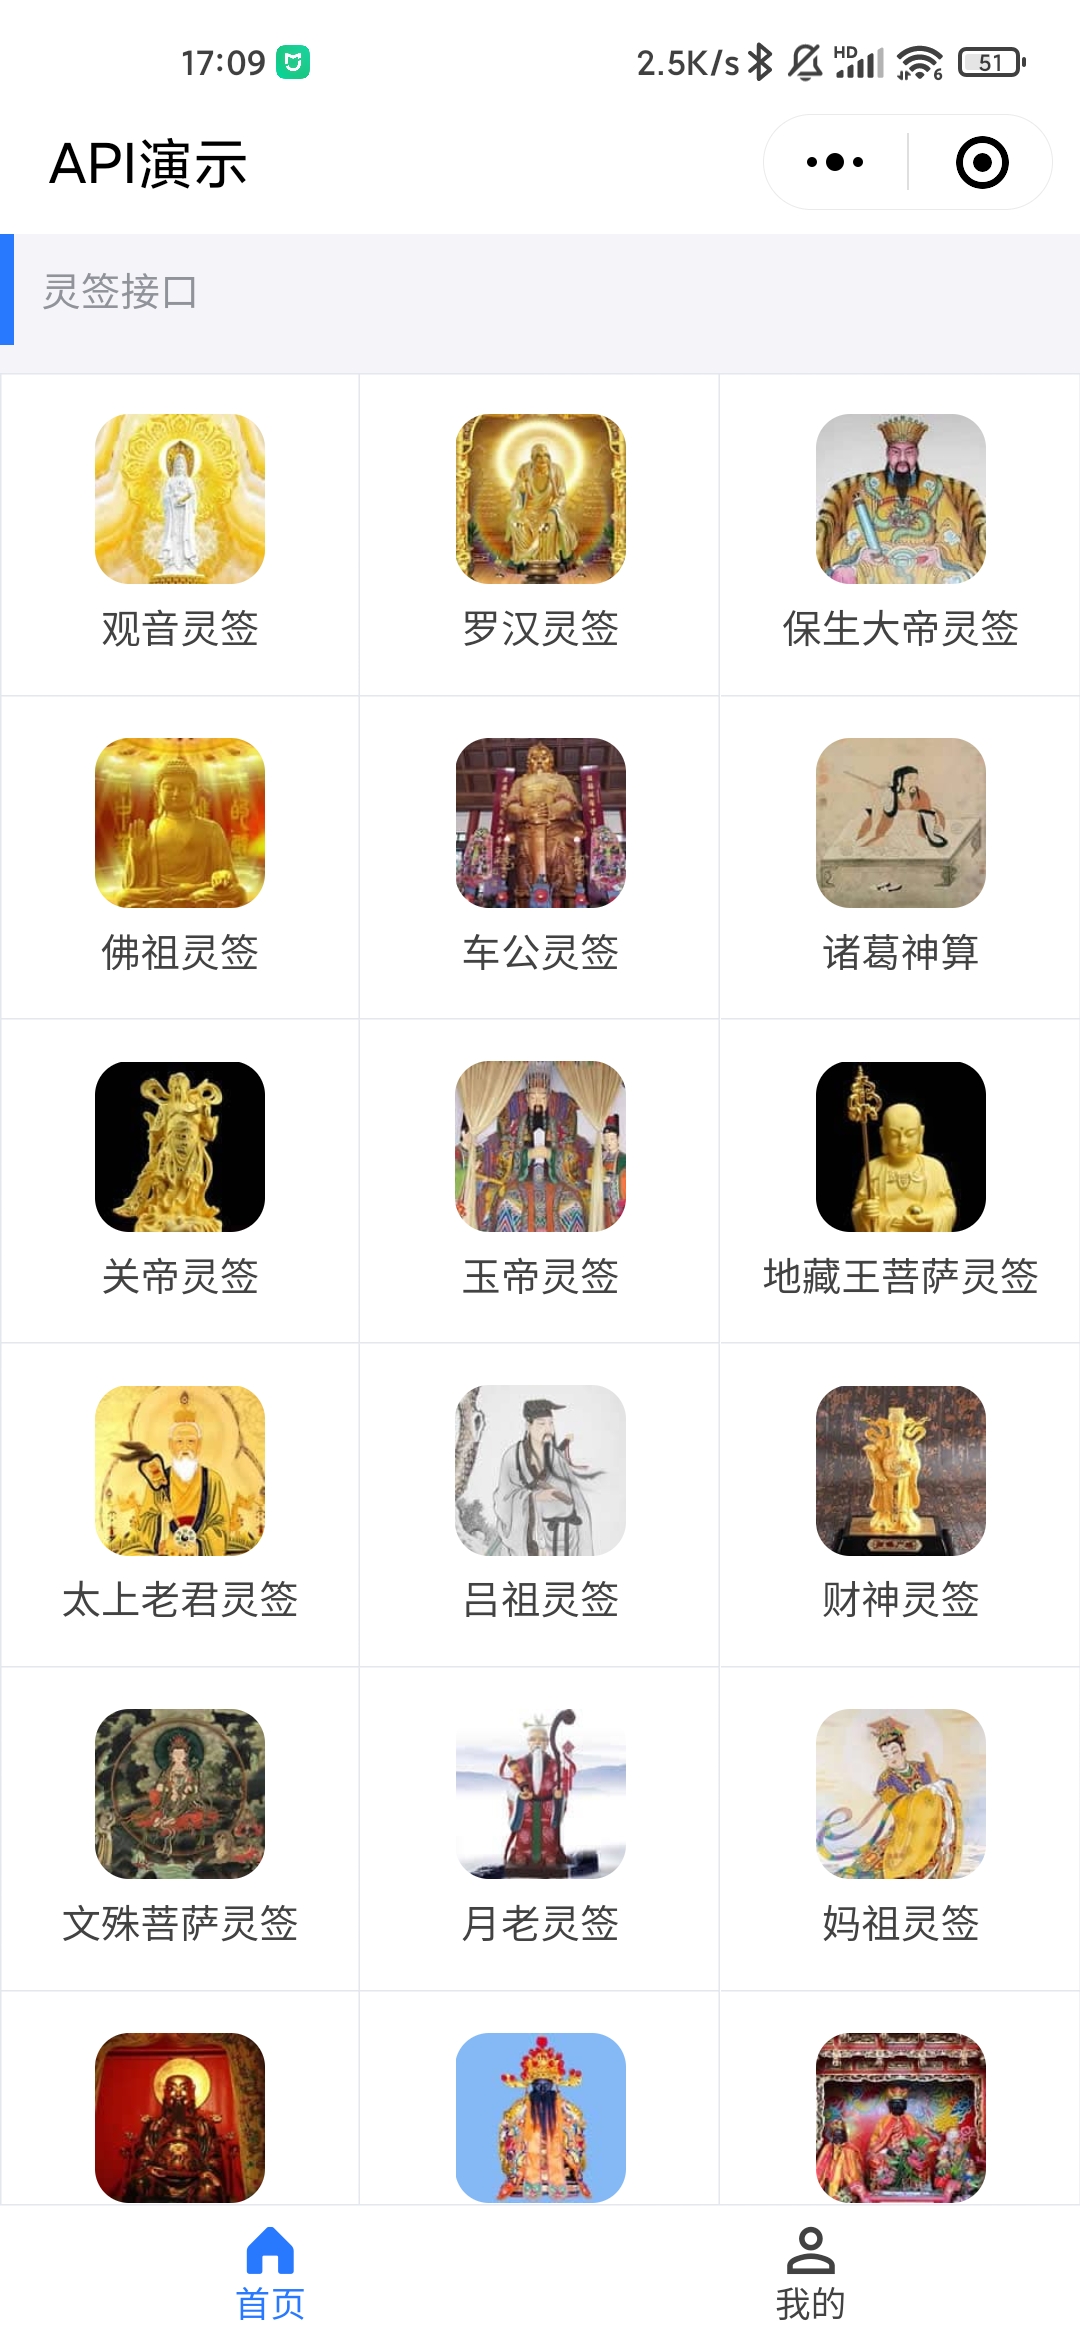 17:09
2.5K/s HD 6 51
API演示
灵签接口
观音灵签
罗汉灵签
保生大帝灵签
佛祖灵签
车公灵签
诸葛神算
关帝灵签
玉帝灵签
地藏王菩萨灵签
太上老君灵签
吕祖灵签
财神灵签
文殊菩萨灵签
月老灵签
妈祖灵签
首页
我的